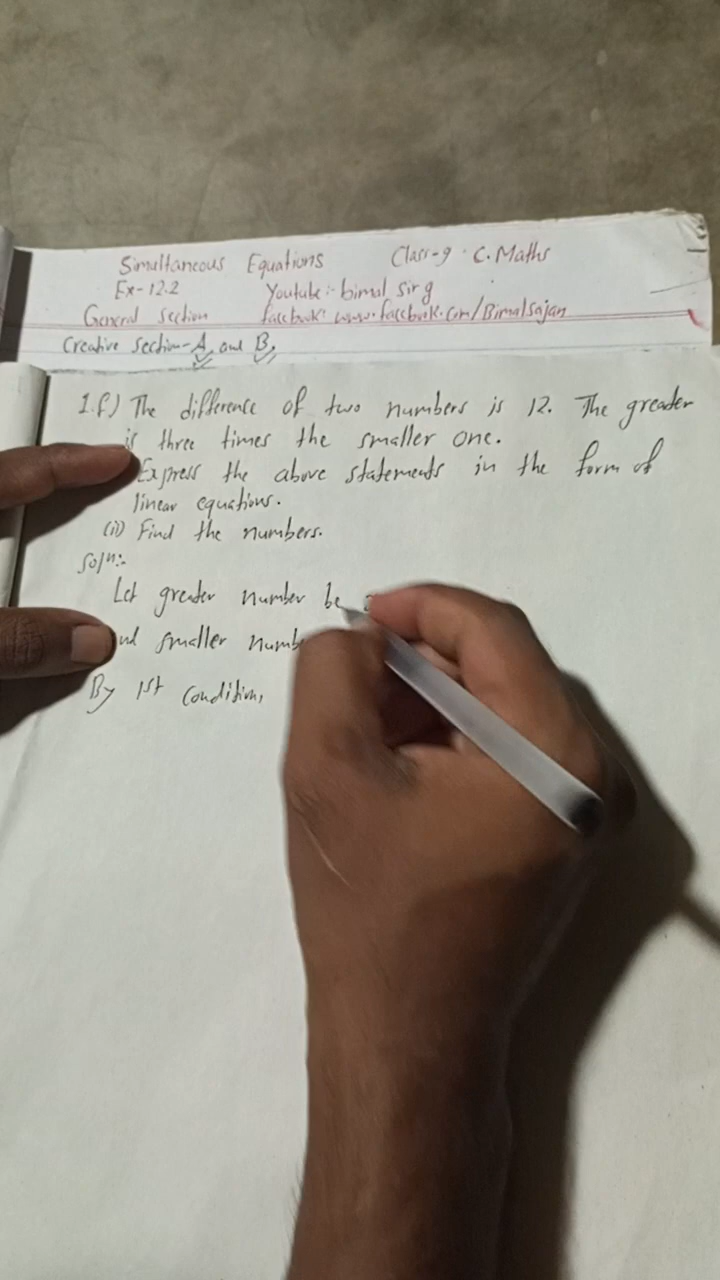 Simultaneous Equations Class-9 C. Maths
Ex-12.2 Youtube:- bimal sir g
General section facebook: www.facebook.com/Bimalsajan
Creative section-A, and B,
1.f) The difference of two numbers is 12. The greater
is three times the smaller one.
Express the above statements in the form of
linear equations.
(ii) Find the numbers.
Soln:-
Let greater number be
smaller
By 1st condition,